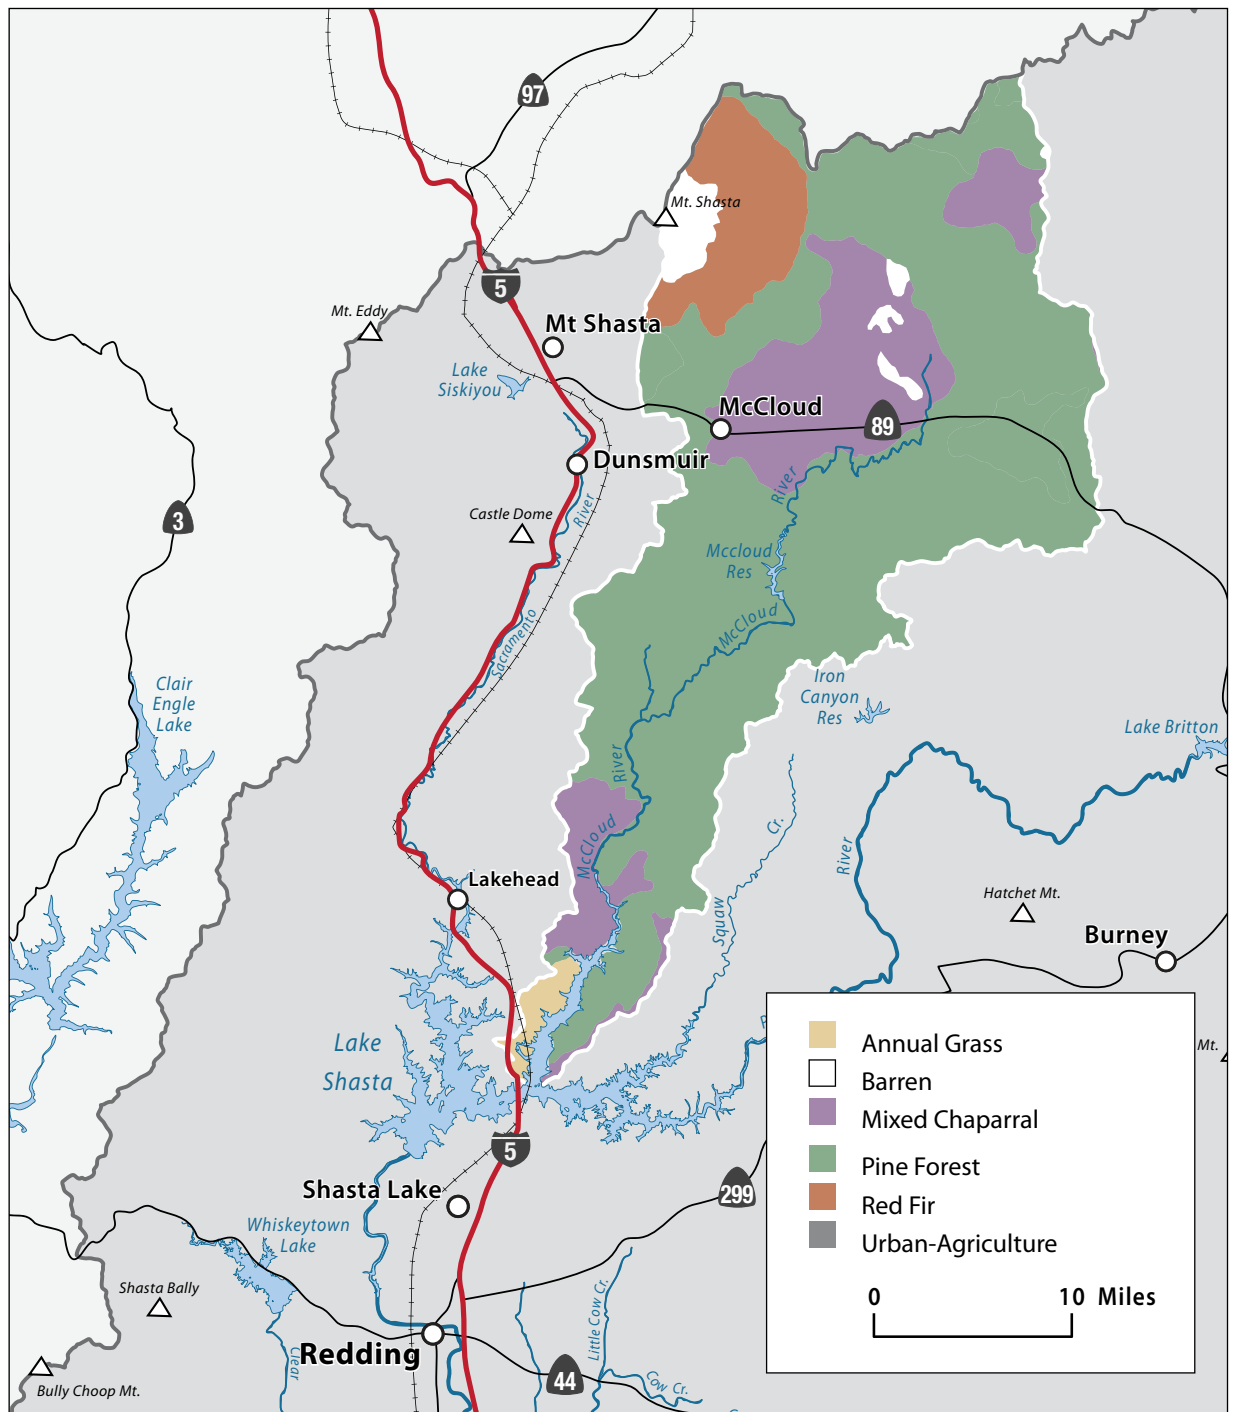 97
Mt. Shasta
5
Mt. Eddy
Mt Shasta
Lake
Siskiyou
McCloud
89
Dunsmuir
River
River
Castle Dome
3
Mccloud
Res
McCloud
Sacramento
Clair
Engle
Lake
Iron
Canyon
Res
Lake Britton
River
McCloud
Cr.
River
Lakehead
Hatchet Mt.
Squaw
Burney
Lake
Shasta
Mt.
Annual Grass
Barren
Mixed Chaparral
Pine Forest
Red Fir
Urban-Agriculture
0
10 Miles
5
Shasta Lake
299
Whiskeytown
Lake
Shasta Bally
Little Cow Cr.
Redding
Clear
44
Cow Cr.
Bully Choop Mt.